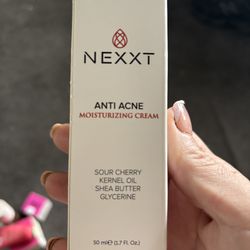 NEXXT
ANTI ACNE
MOISTURIZING CREAM
SOUR CHERRY
KERNEL OIL
SHEA BUTTER
GLYCERINE
50 ml ℮ (1.7 Fl. Oz)